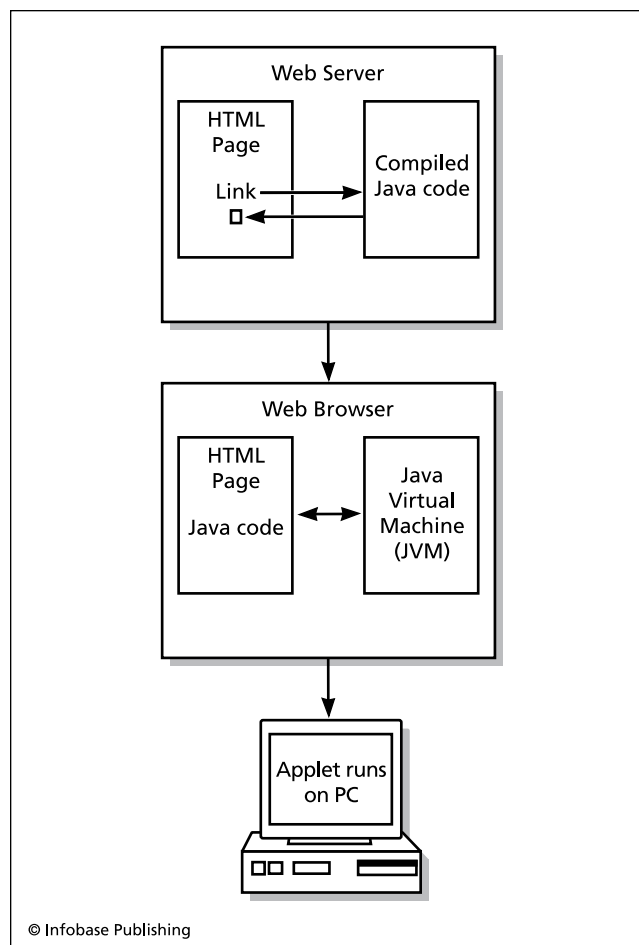 Web Server
HTML
Page
Link
Compiled
Java code
Web Browser
HTML
Page
Java code
Java
Virtual
Machine
(JVM)
Applet runs
on PC
© Infobase Publishing